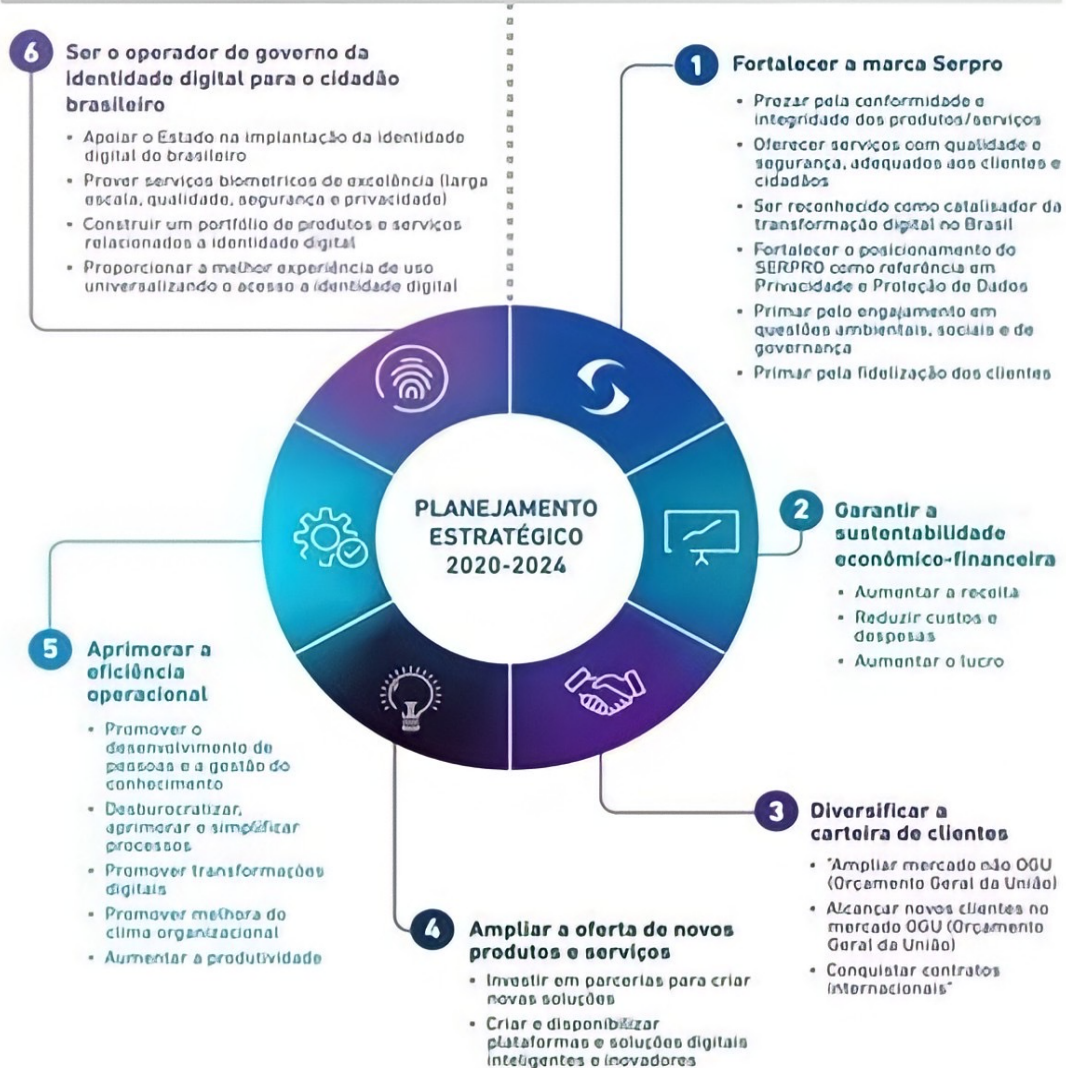 6
Ser o operador de governo da
identidade digital para o cidadão
brasileiro
• Apoiar o Estado na implantação da identidade
digital do brasileiro
• Prover serviços biometricos de excelência (larga
escala, qualidade, segurança e privacidade)
• Construir um portfólio de produtos e serviços
relacionados a identidade digital
• Proporcionar a melhor experiência de uso
universalizando o acesso a identidade digital
1
Fortalecer a marca Serpro
• Prezar pela conformidade e
integridade dos produtos/serviços
• Oferecer serviços com qualidade e
segurança, adequados aos clientes e
cidadãos
• Ser reconhecido como catalisador da
transformação digital no Brasil
• Fortalecer o posicionamento do
SERPRO como referência em
Privacidade e Proteção de Dados
• Primar pelo engajamento em
questões ambientais, sociais e de
governança
• Primar pela fidelização dos clientes
PLANEJAMENTO
ESTRATÉGICO
2020-2024
2
Garantir a
sustentabilidade
econômico-financeira
• Aumentar a receita
• Reduzir custos e
despesas
• Aumentar o lucro
5
Aprimorar a
eficiência
operacional
• Promover o
desenvolvimento de
pessoas e a gestão do
conhecimento
• Desburocratizar,
aprimorar e simplificar
processos
• Promover transformações
digitais
• Promover melhora do
clima organizacional
• Aumentar a produtividade
3
Diversificar a
carteira de clientes
• "Ampliar mercado não OGU
(Orçamento Geral da União)
• Alcançar novos clientes no
mercado OGU (Orçamento
Geral da União)
• Conquistar contratos
internacionais"
4
Ampliar a oferta de novos
produtos e serviços
• Investir em parcerias para criar
novas soluções
• Criar e disponibilizar
plataformas e soluções digitais
inteligentes e inovadores